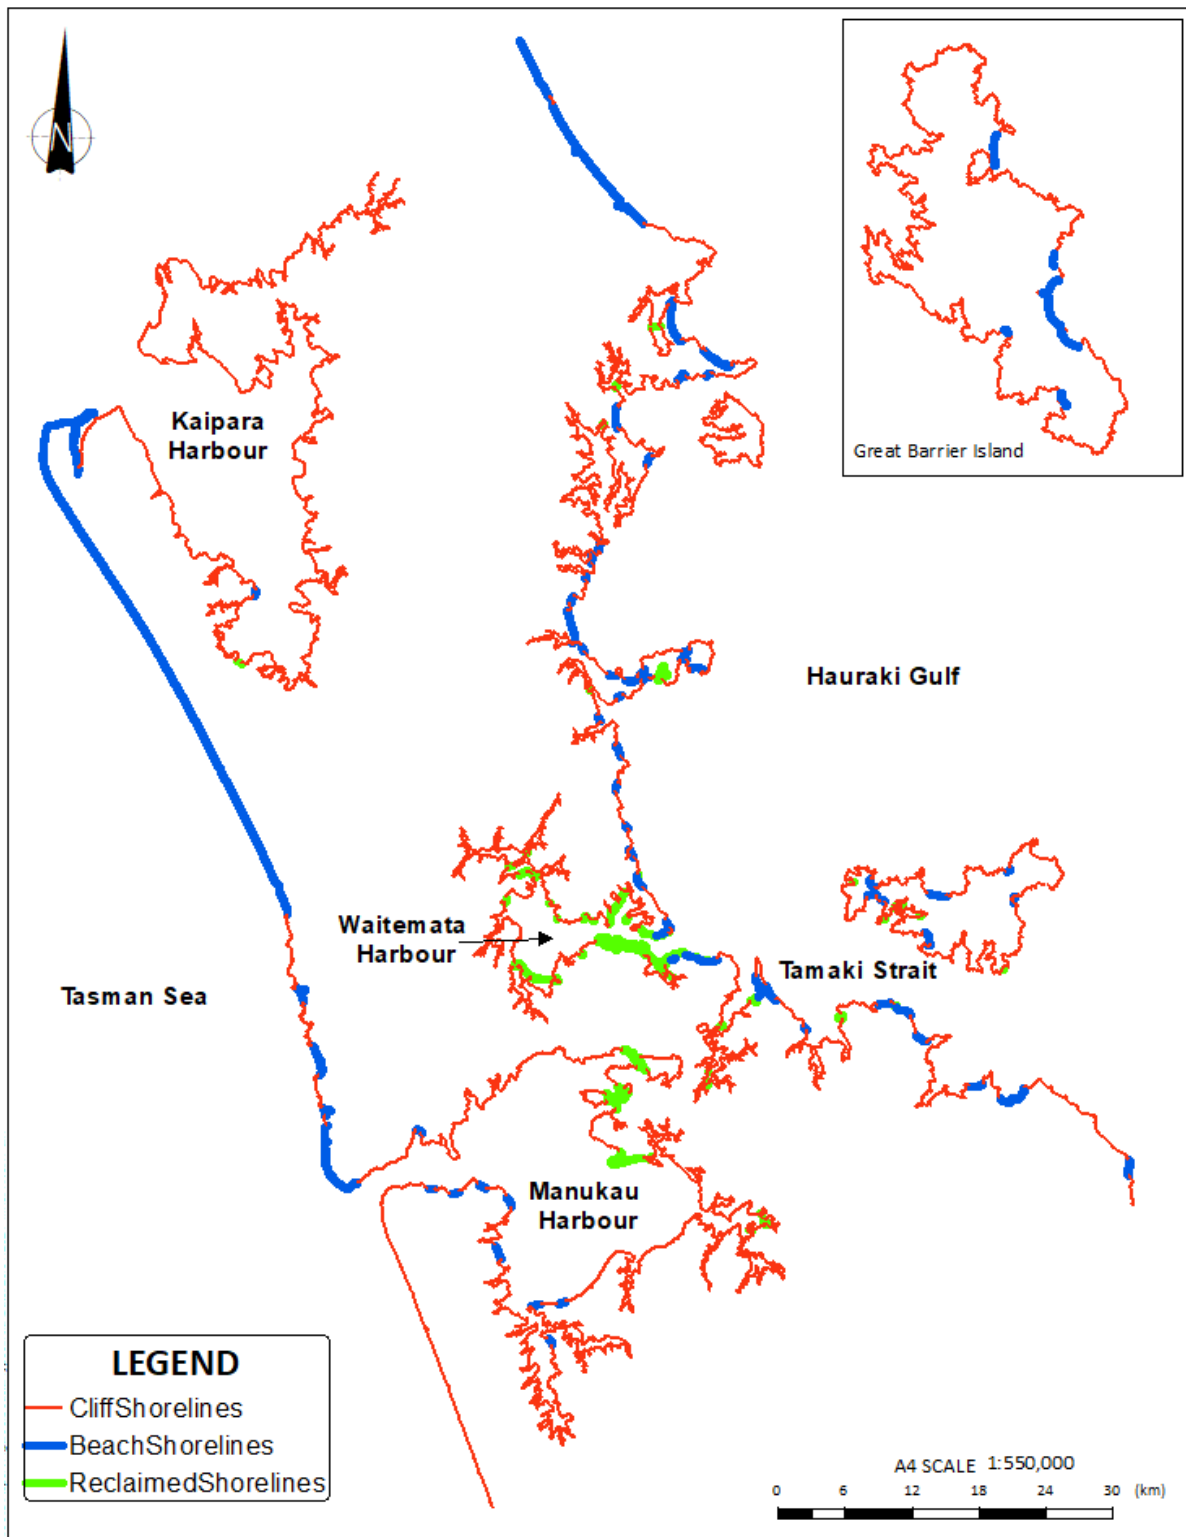 N
Kaipara
Harbour
Great Barrier Island
Hauraki Gulf
Waitemata
Harbour
Tasman Sea
Tamaki Strait
Manukau
Harbour
LEGEND
CliffShorelines
BeachShorelines
ReclaimedShorelines
A4 SCALE 1:550,000
0 6 12 18 24 30 (km)